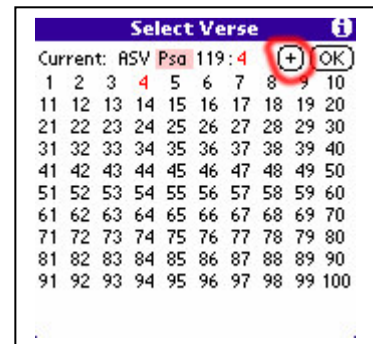 Select Verse i
Current: ASV Psa 119:4 + OK
1 2 3 4 5 6 7 8 9 10
11 12 13 14 15 16 17 18 19 20
21 22 23 24 25 26 27 28 29 30
31 32 33 34 35 36 37 38 39 40
41 42 43 44 45 46 47 48 49 50
51 52 53 54 55 56 57 58 59 60
61 62 63 64 65 66 67 68 69 70
71 72 73 74 75 76 77 78 79 80
81 82 83 84 85 86 87 88 89 90
91 92 93 94 95 96 97 98 99 100